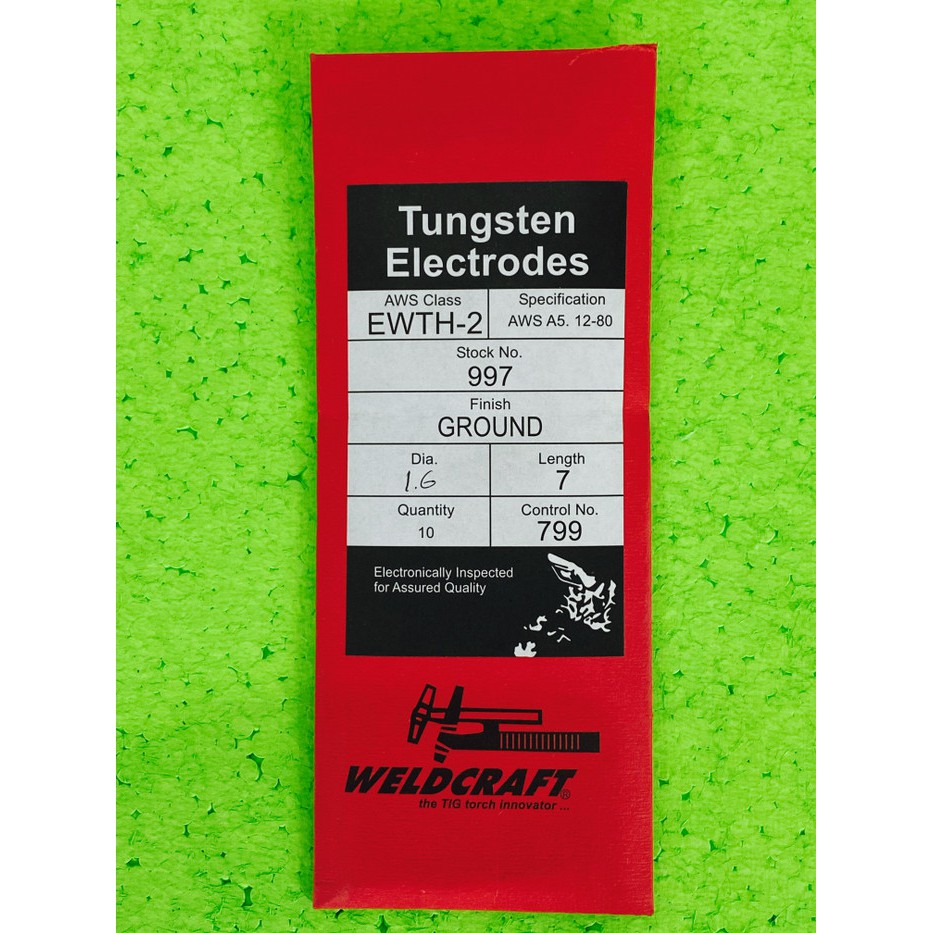 Tungsten
Electrodes
AWS Class
EWTH-2
Specification
AWS A5. 12-80
Stock No.
997
Finish
GROUND
Dia.
1.6
Length
7
Quantity
10
Control No.
799
Electronically Inspected
for Assured Quality
WELDCRAFT®
the TIG torch innovator ...